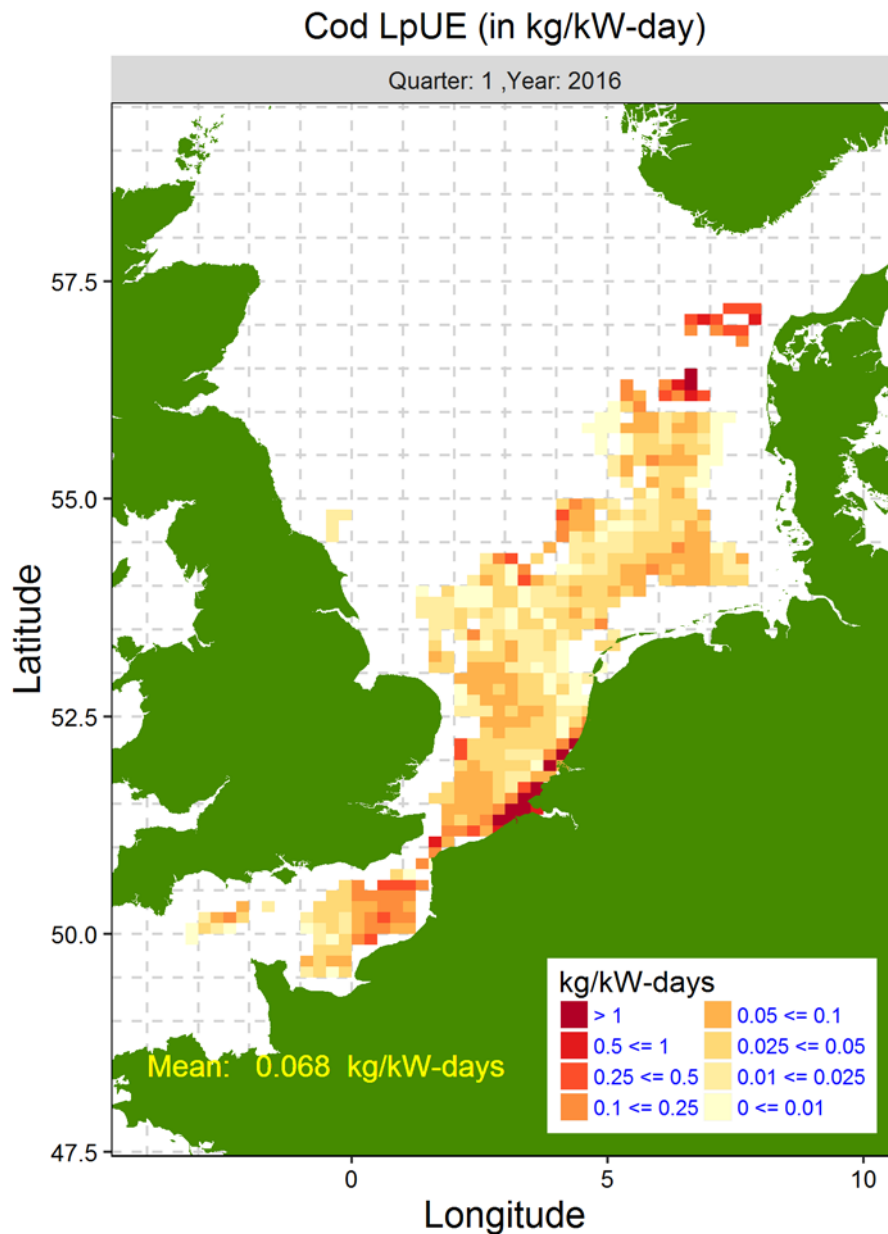 Cod LpUE (in kg/kW-day)
Quarter: 1 ,Year: 2016
57.5
55.0
52.5
50.0
47.5
Latitude
kg/kW-days
> 1
0.5 <= 1
0.25 <= 0.5
0.1 <= 0.25
0.05 <= 0.1
0.025 <= 0.05
0.01 <= 0.025
0 <= 0.01
Mean: 0.068 kg/kW-days
0 5 10
Longitude